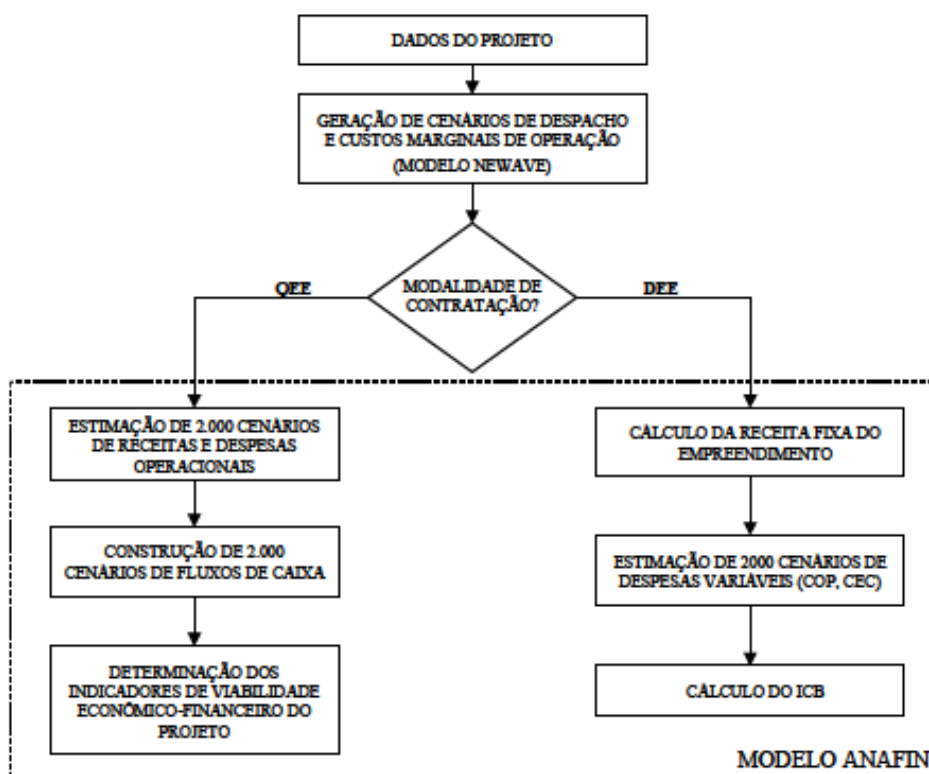 DADOS DO PROJETO
GERAÇÃO DE CENÁRIOS DE DESPACHO
E CUSTOS MARGINAIS DE OPERAÇÃO
(MODELO NEWAVE)
MODALIDADE DE
CONTRATAÇÃO?
QEE
DEE
ESTIMAÇÃO DE 2.000 CENÁRIOS
DE RECEITAS E DESPESAS
OPERACIONAIS
CONSTRUÇÃO DE 2.000
CENÁRIOS DE FLUXOS DE CAIXA
DETERMINAÇÃO DOS
INDICADORES DE VIABILIDADE
ECONÔMICO-FINANCEIRO DO
PROJETO
CÁLCULO DA RECEITA FIXA DO
EMPREENDIMENTO
ESTIMAÇÃO DE 2000 CENÁRIOS DE
DESPESAS VARIÁVEIS (COP, CEC)
CÁLCULO DO ICB
MODELO ANAFIN